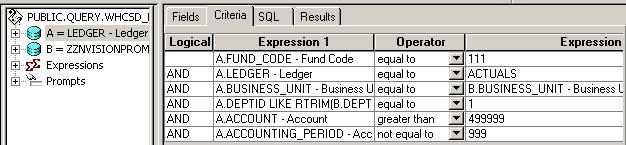 PUBLIC.QUERY.WHCSD_
A = LEDGER - Ledger
B = ZZNVISIONPROM
Expressions
Prompts
Fields Criteria SQL Results
Logical Expression 1 Operator Expression
A.FUND_CODE - Fund Code equal to 111
AND A.LEDGER - Ledger equal to ACTUALS
AND A.BUSINESS_UNIT - Business U equal to B.BUSINESS_UNIT - Business U
AND A.DEPTID LIKE RTRIM(B.DEPT equal to 1
AND A.ACCOUNT - Account greater than 499999
AND A.ACCOUNTING_PERIOD - Acc not equal to 999